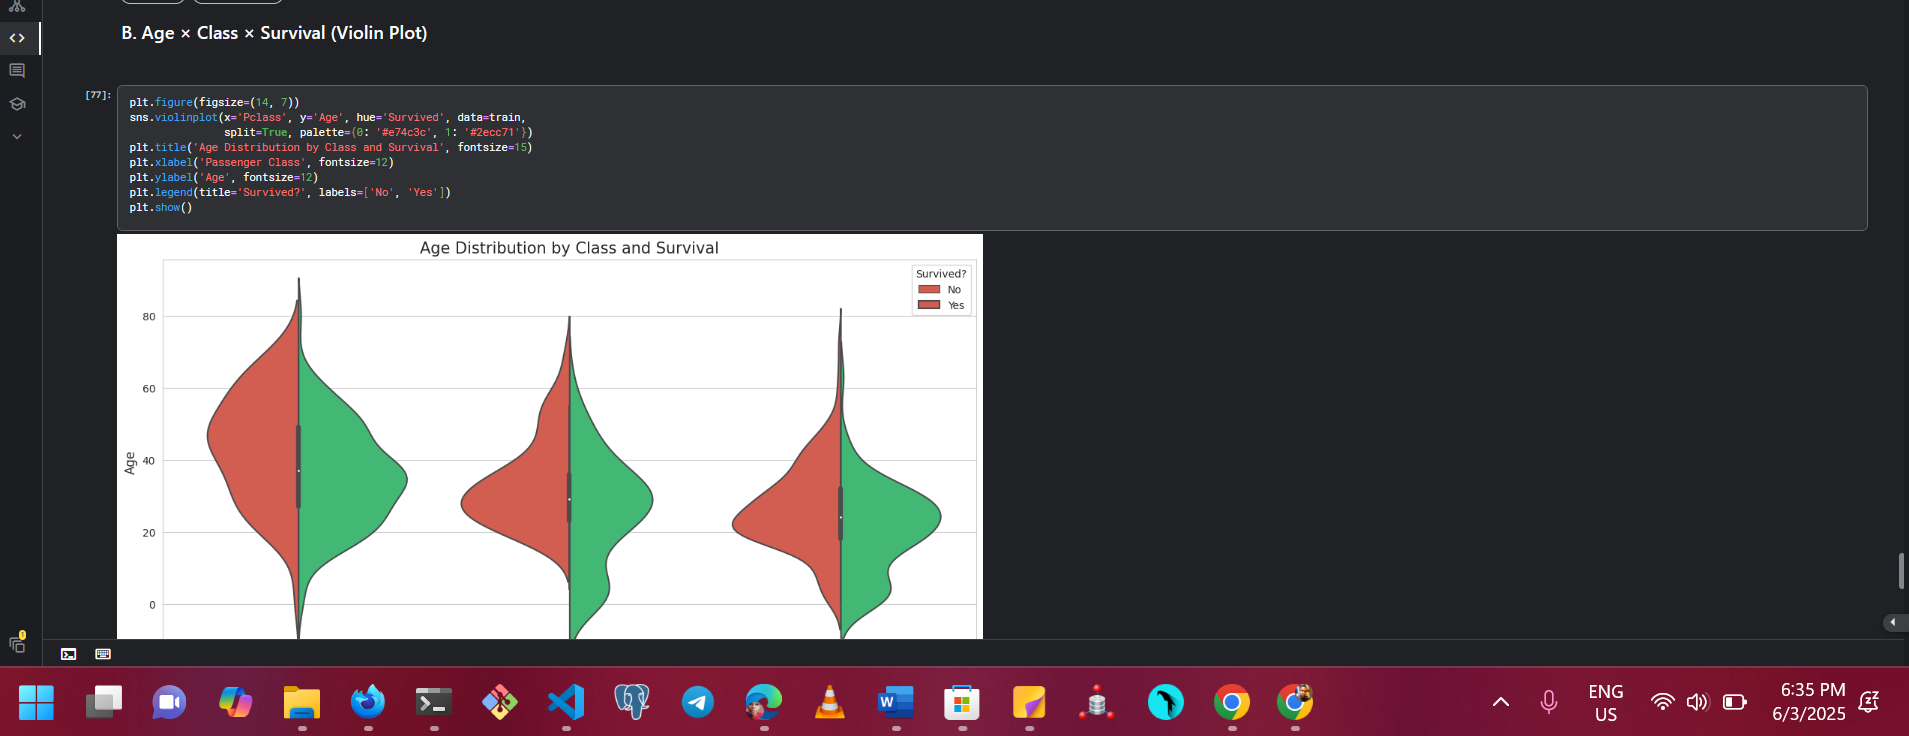 B. Age × Class × Survival (Violin Plot)
[77]:
plt.figure(figsize=(14, 7))
sns.violinplot(x='Pclass', y='Age', hue='Survived', data=train,
split=True, palette={0: '#e74c3c', 1: '#2ecc71'})
plt.title('Age Distribution by Class and Survival', fontsize=15)
plt.xlabel('Passenger Class', fontsize=12)
plt.ylabel('Age', fontsize=12)
plt.legend(title='Survived?', labels=['No', 'Yes'])
plt.show()
Age Distribution by Class and Survival
Survived?
No
Yes
80
60
Age
40
20
0
ENG
US
6:35 PM
6/3/2025